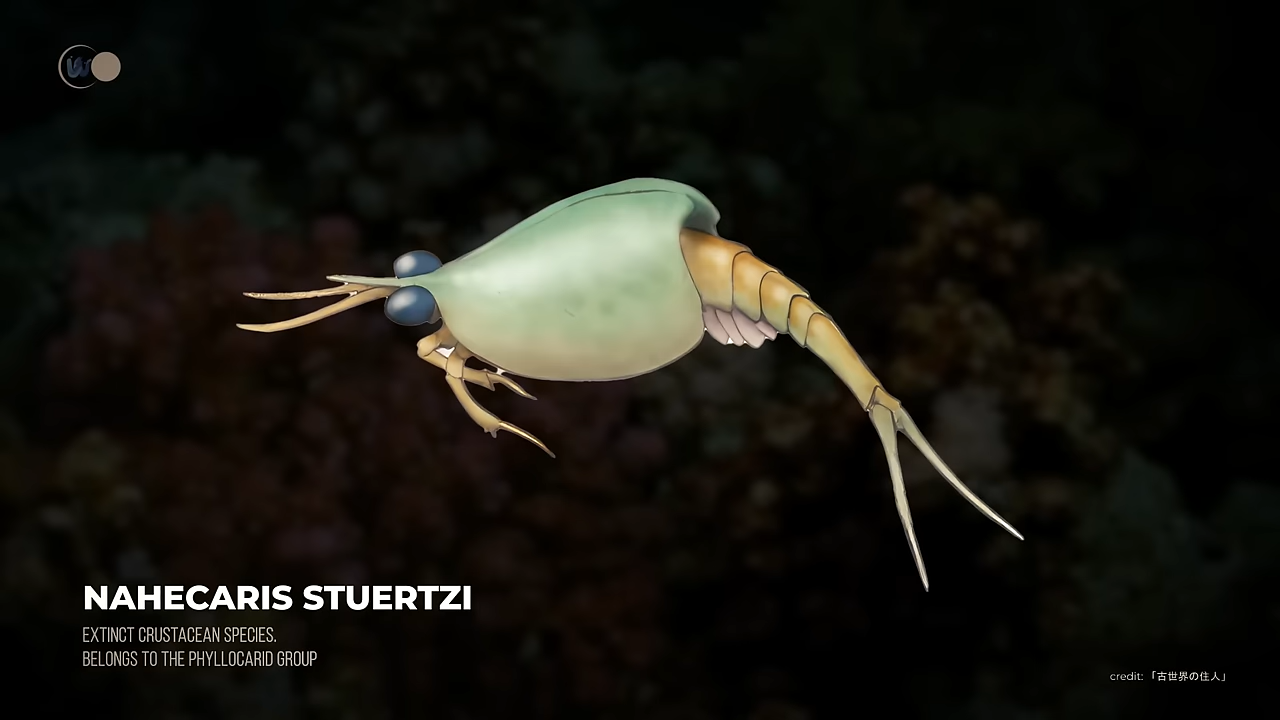 W
NAHECARIS STUERTZI
EXTINCT CRUSTACEAN SPECIES.
BELONGS TO THE PHYLLOCARID GROUP
credit: 「古世界の住人」